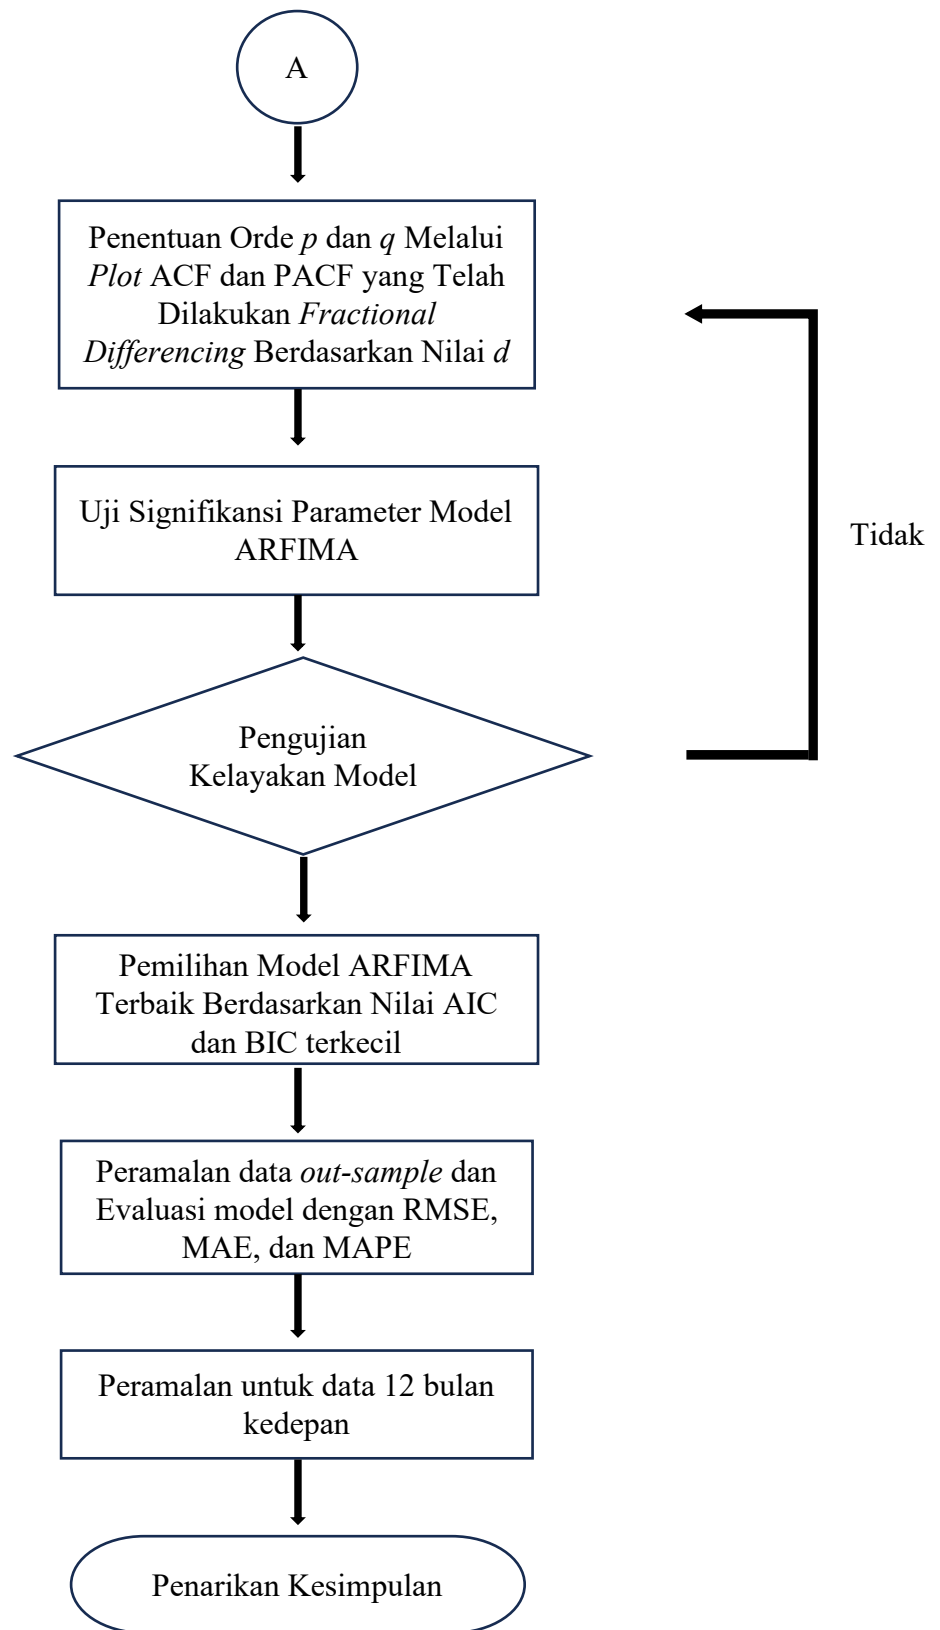 A
Penentuan Orde p dan q Melalui
Plot ACF dan PACF yang Telah
Dilakukan Fractional
Differencing Berdasarkan Nilai d
Uji Signifikansi Parameter Model
ARFIMA
Tidak
Pengujian
Kelayakan Model
Pemilihan Model ARFIMA
Terbaik Berdasarkan Nilai AIC
dan BIC terkecil
Peramalan data out-sample dan
Evaluasi model dengan RMSE,
MAE, dan MAPE
Peramalan untuk data 12 bulan
kedepan
Penarikan Kesimpulan